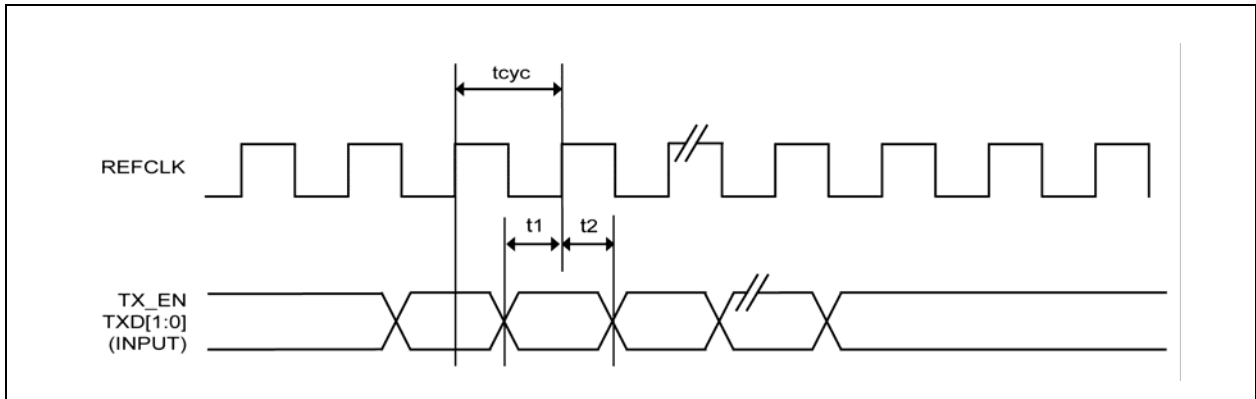 tcyc
REFCLK
t1
t2
TX_EN
TXD[1:0]
(INPUT)